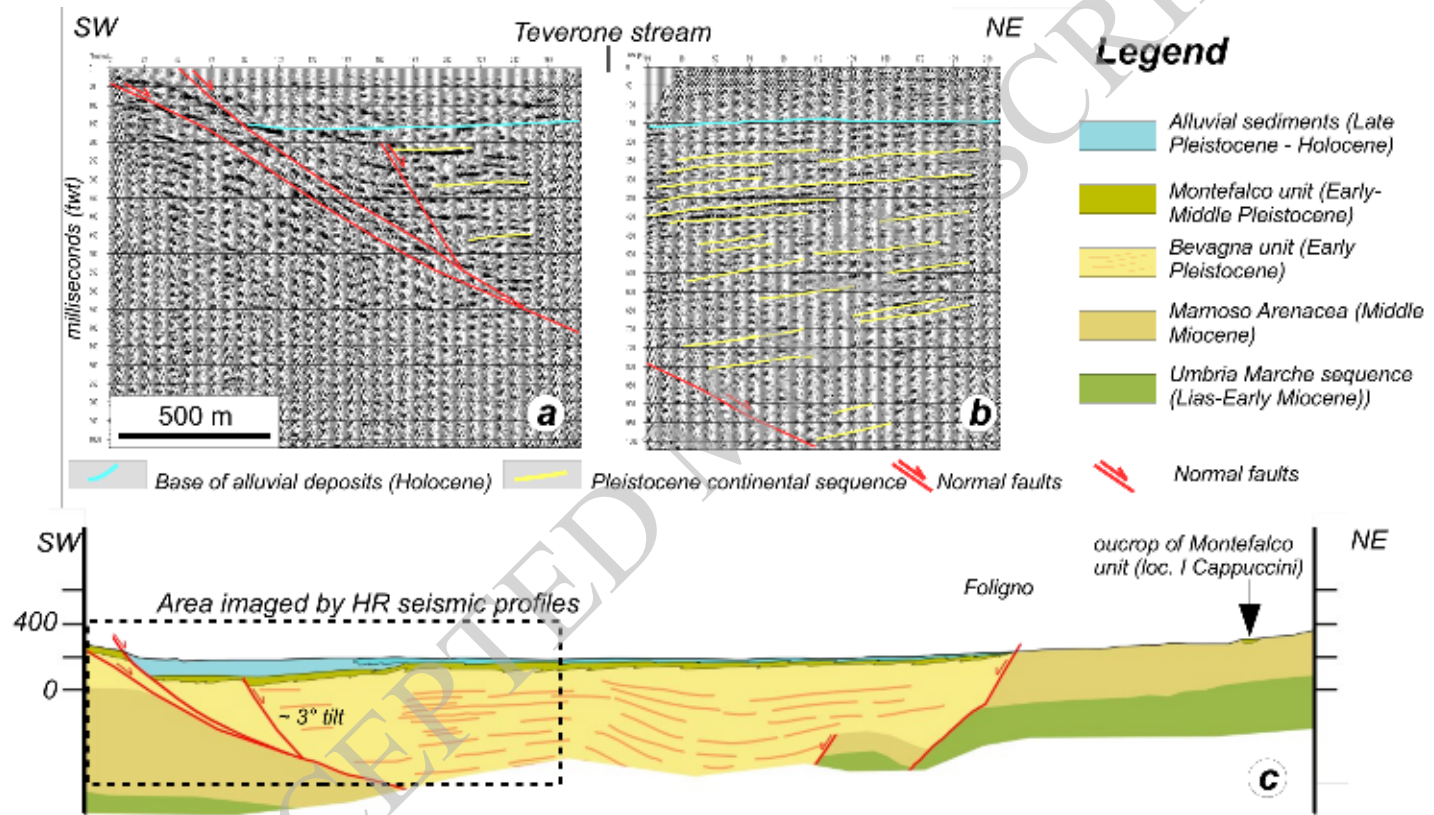 SW
Teverone stream
NE
Legend
milliseconds (twt)
500 m
a
b
Alluvial sediments (Late
Pleistocene - Holocene)
Montefalco unit (Early-
Middle Pleistocene)
Bevagna unit (Early
Pleistocene)
Marnoso Arenacea (Middle
Miocene)
Umbria Marche sequence
(Lias-Early Miocene))
Base of alluvial deposits (Holocene)
Pleistocene continental sequence
Normal faults
Normal faults
SW
NE
oucrop of Montefalco
unit (loc. I Cappuccini)
Foligno
Area imaged by HR seismic profiles
400
0
~ 3° tilt
c